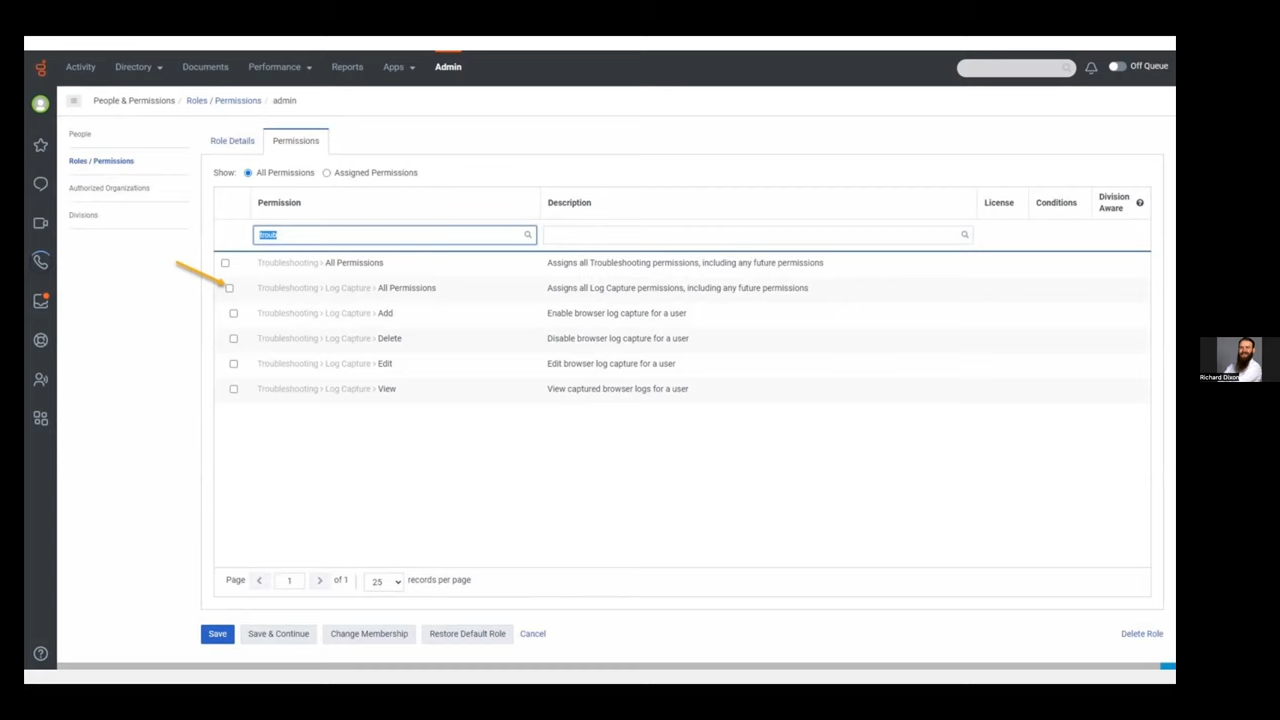 Activity Directory Documents Performance Reports Apps Admin Off Queue
People & Permissions / Roles / Permissions / admin
People
Roles / Permissions
Authorized Organizations
Divisions
Role Details Permissions
Show: All Permissions Assigned Permissions
Permission Description License Conditions Division Aware
troub
Troubleshooting › All Permissions Assigns all Troubleshooting permissions, including any future permissions
Troubleshooting › Log Capture › All Permissions Assigns all Log Capture permissions, including any future permissions
Troubleshooting › Log Capture › Add Enable browser log capture for a user
Troubleshooting › Log Capture › Delete Disable browser log capture for a user
Troubleshooting › Log Capture › Edit Edit browser log capture for a user
Troubleshooting › Log Capture › View View captured browser logs for a user
Page 1 of 1 25 records per page
Save Save & Continue Change Membership Restore Default Role Cancel Delete Role
Richard Dixon